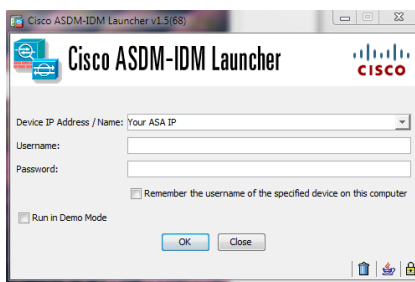 Cisco ASDM-IDM Launcher v1.5(68)
Cisco ASDM-IDM Launcher
CISCO
Device IP Address / Name: Your ASA IP
Username:
Password:
Remember the username of the specified device on this computer
Run in Demo Mode
OK Close